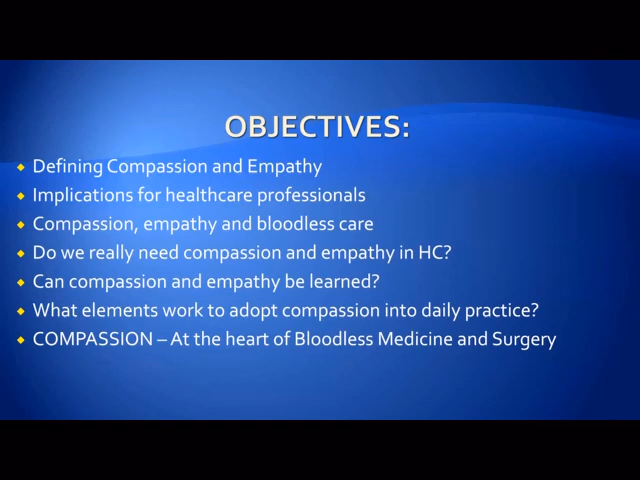 OBJECTIVES:
Defining Compassion and Empathy
Implications for healthcare professionals
Compassion, empathy and bloodless care
Do we really need compassion and empathy in HC?
Can compassion and empathy be learned?
What elements work to adopt compassion into daily practice?
COMPASSION – At the heart of Bloodless Medicine and Surgery